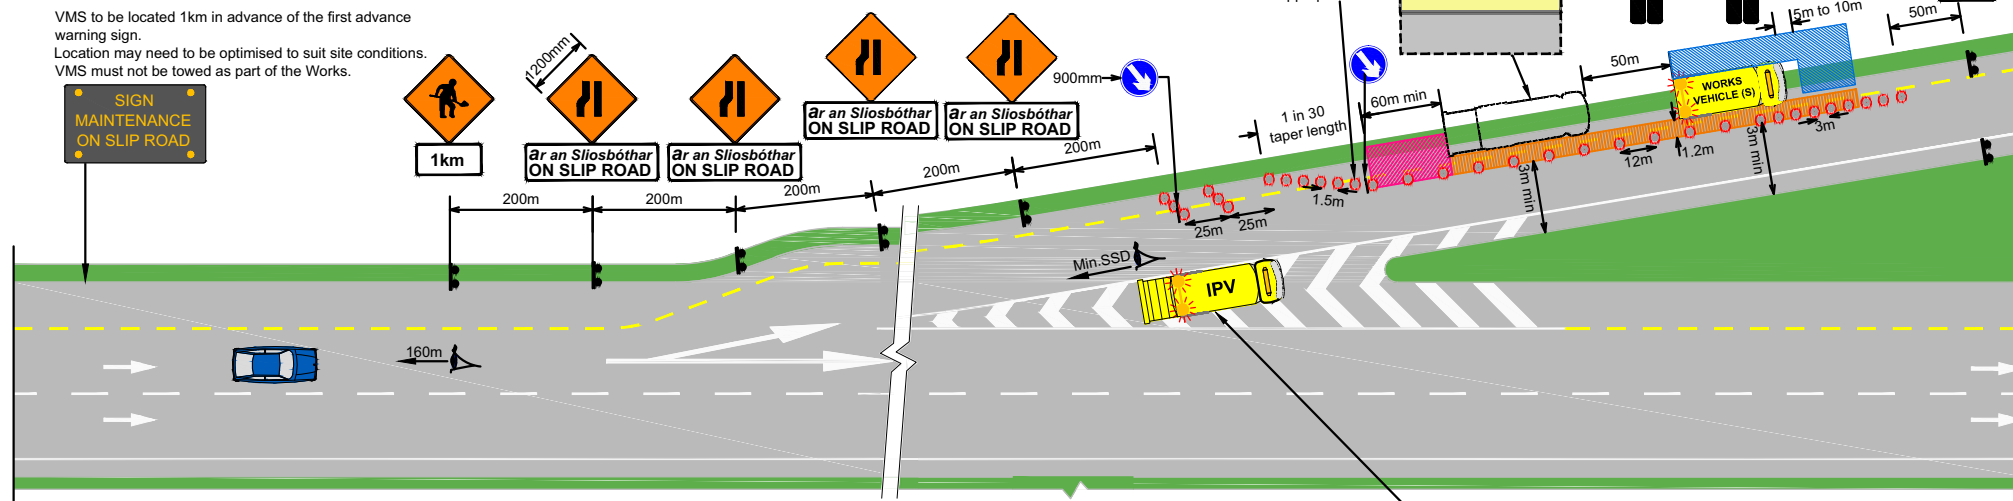 VMS to be located 1km in advance of the first advance
warning sign.
Location may need to be optimised to suit site conditions.
VMS must not be towed as part of the Works.
SIGN
MAINTENANCE
ON SLIP ROAD
1km
1200mm
ar an Sliosbóthar
ON SLIP ROAD
ar an Sliosbóthar
ON SLIP ROAD
ar an Sliosbóthar
ON SLIP ROAD
ar an Sliosbóthar
ON SLIP ROAD
900mm
200m
200m
200m
200m
200m
25m
25m
1 in 30
taper length
1.5m
60m min
50m
WORKS
VEHICLE (S)
5m to 10m
50m
3m min
12m
1.2m
3m min
3m
Min.SSD
IPV
160m